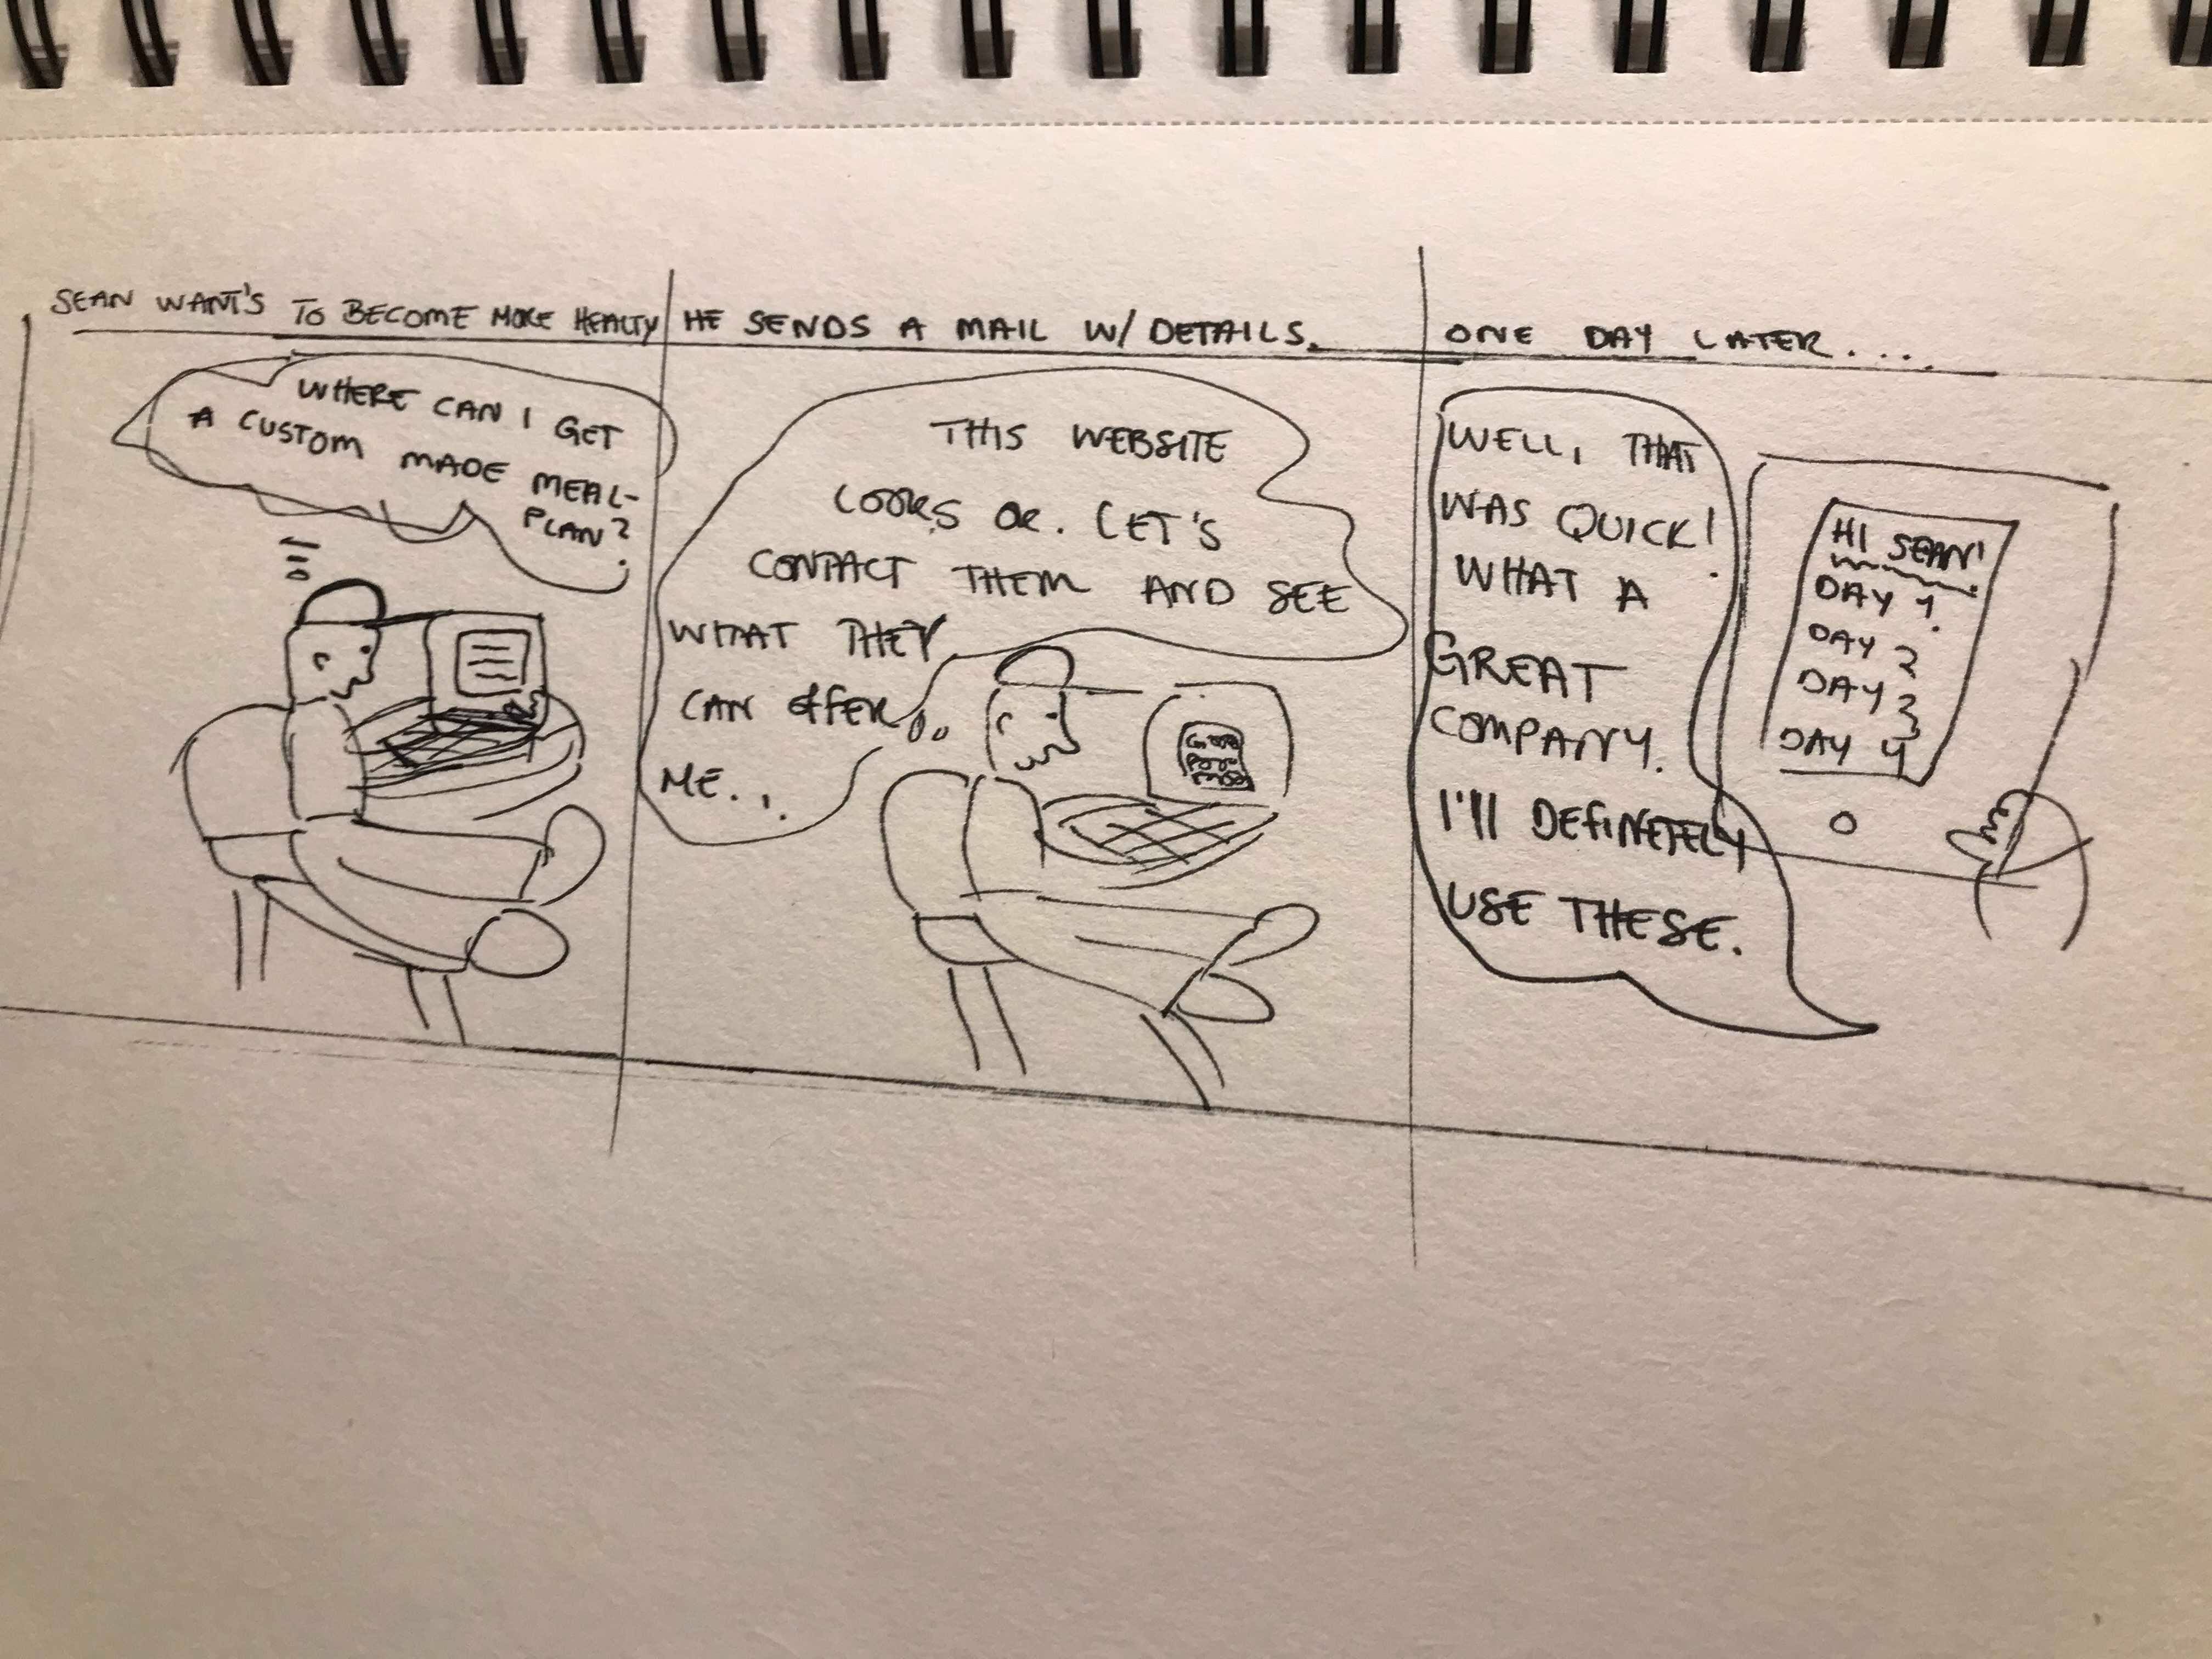 SEAN WANT'S TO BECOME MORE HEALTY
WHERE CAN I GET
A CUSTOM MADE MEAL-
PLAN?
HE SENDS A MAIL W/ DETAILS.
THIS WEBSITE
LOOKS OK. LET'S
CONTACT THEM AND SEE
WHAT THEY
CAN OFFER
ME..
ONE DAY LATER....
WELL, THAT
WAS QUICK!
WHAT A
GREAT
COMPANY.
I'll DEFINETELY
USE THESE.
HI SEAN!
DAY 1.
DAY 2
DAY 3
DAY 4